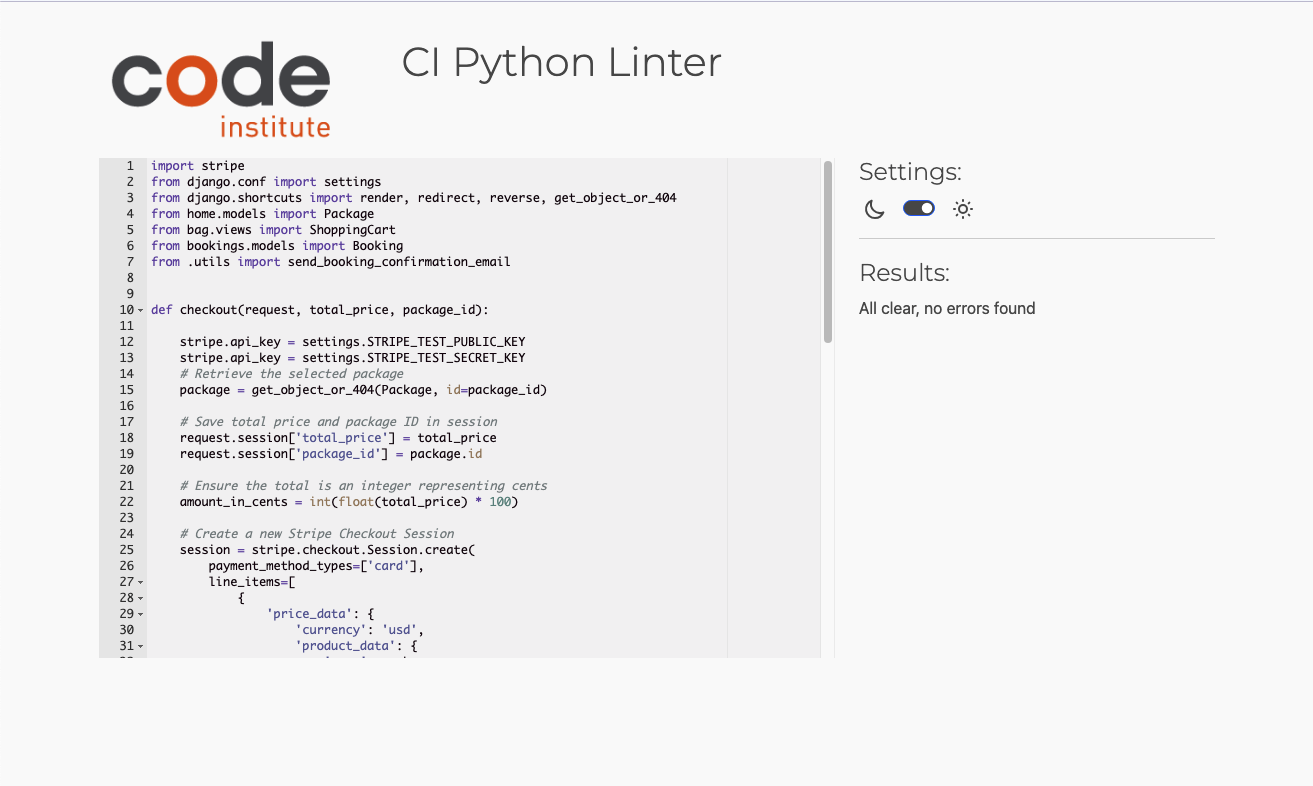 code
institute
CI Python Linter
1 import stripe
2 from django.conf import settings
3 from django.shortcuts import render, redirect, reverse, get_object_or_404
4 from home.models import Package
5 from bag.views import ShoppingCart
6 from bookings.models import Booking
7 from .utils import send_booking_confirmation_email
8
9
10 def checkout(request, total_price, package_id):
11
12     stripe.api_key = settings.STRIPE_TEST_PUBLIC_KEY
13     stripe.api_key = settings.STRIPE_TEST_SECRET_KEY
14     # Retrieve the selected package
15     package = get_object_or_404(Package, id=package_id)
16
17     # Save total price and package ID in session
18     request.session['total_price'] = total_price
19     request.session['package_id'] = package.id
20
21     # Ensure the total is an integer representing cents
22     amount_in_cents = int(float(total_price) * 100)
23
24     # Create a new Stripe Checkout Session
25     session = stripe.checkout.Session.create(
26         payment_method_types=['card'],
27         line_items=[
28             {
29                 'price_data': {
30                     'currency': 'usd',
31                     'product_data': {
Settings:
Results:
All clear, no errors found